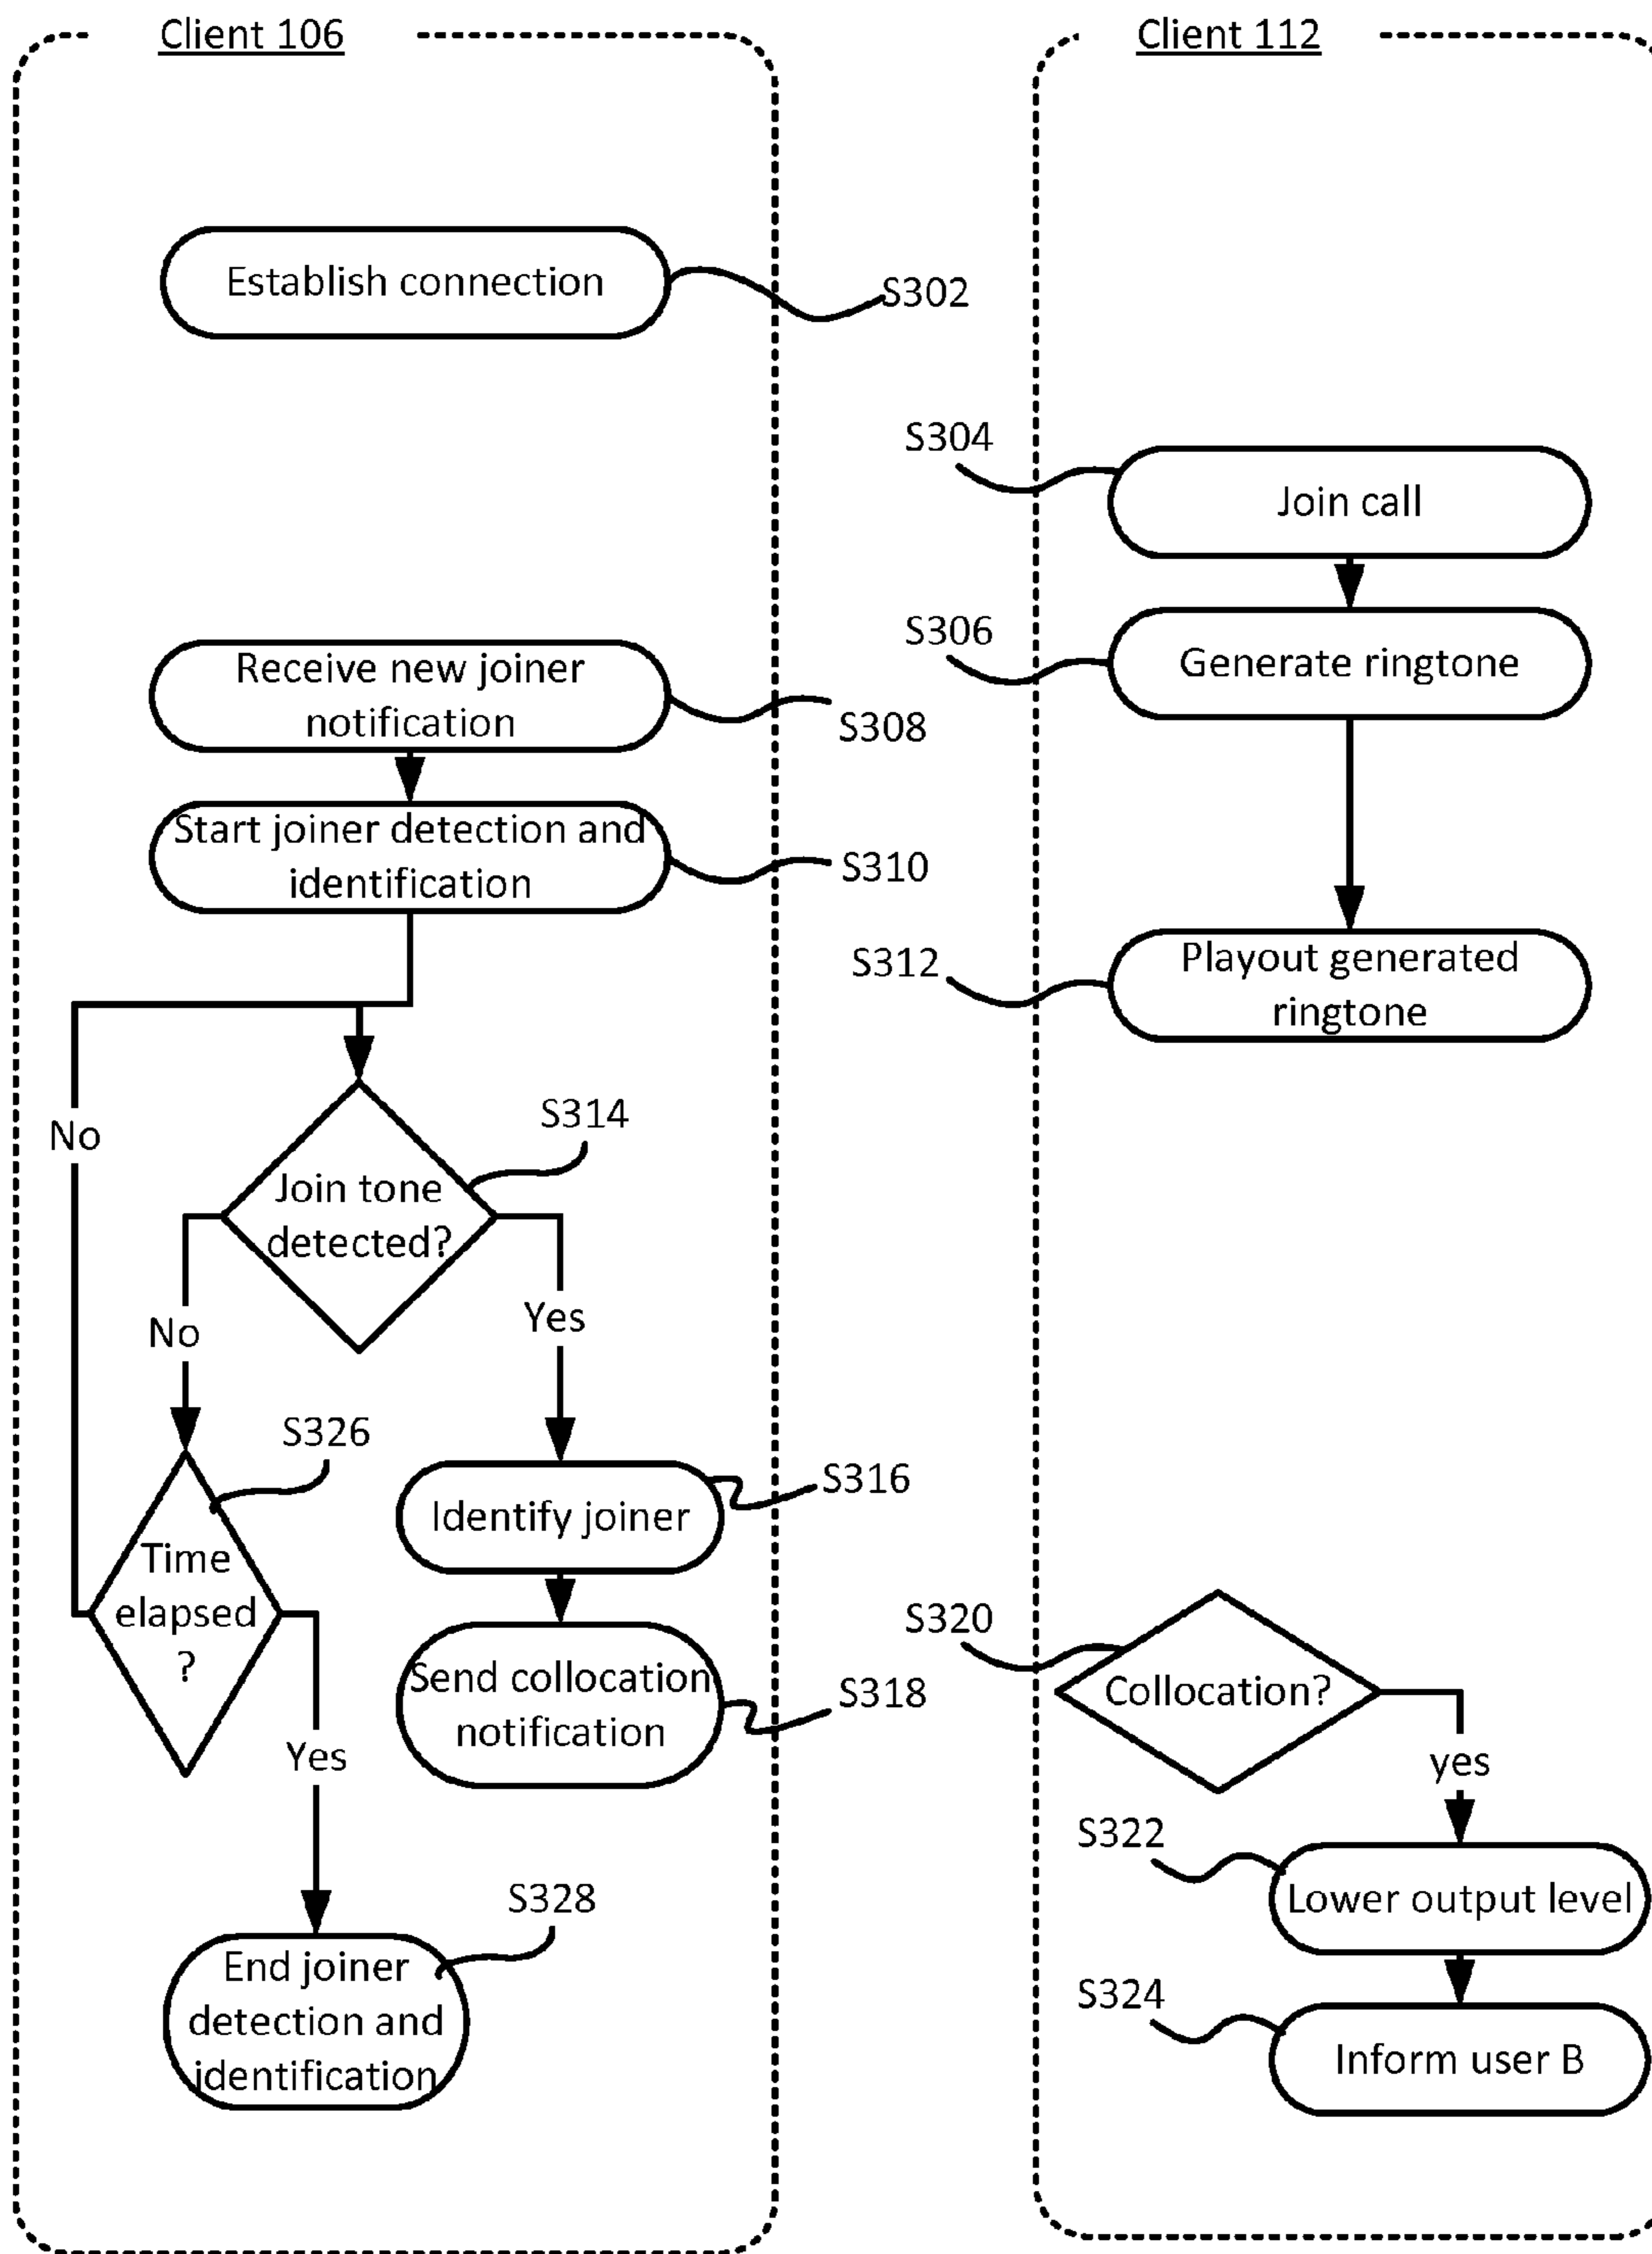 Client 106
Client 112
Establish connection
S302
S304
Join call
S306
Generate ringtone
Receive new joiner
notification
S308
Start joiner detection and
identification
S310
S312
Playout generated
ringtone
No
S314
Join tone
detected?
No
Yes
S326
Time
elapsed
?
S316
Identify joiner
Send collocation
notification
S318
S320
Collocation?
yes
Yes
S322
Lower output level
S328
End joiner
detection and
identification
S324
Inform user B